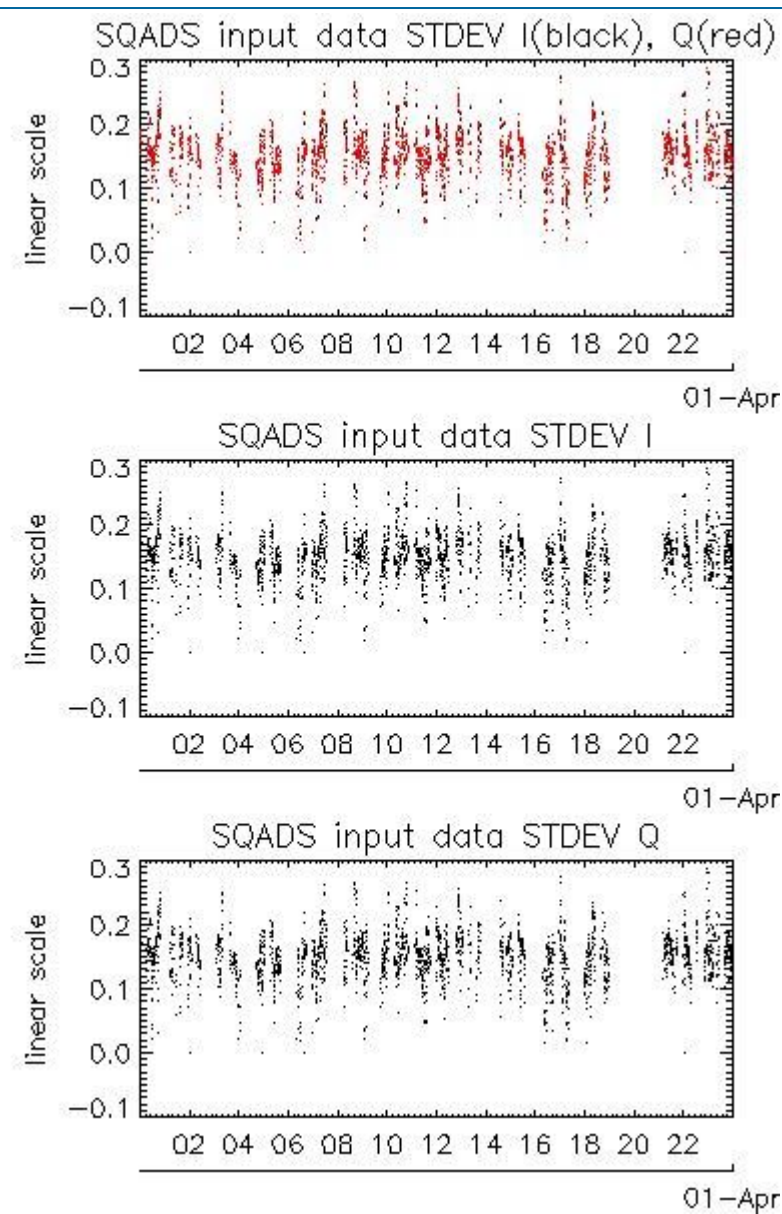 SQADS input data STDEV I(black), Q(red)
linear scale
0.3
0.2
0.1
0.0
-0.1
02 04 06 08 10 12 14 16 18 20 22
01-Apr
SQADS input data STDEV I
linear scale
0.3
0.2
0.1
0.0
-0.1
02 04 06 08 10 12 14 16 18 20 22
01-Apr
SQADS input data STDEV Q
linear scale
0.3
0.2
0.1
0.0
-0.1
02 04 06 08 10 12 14 16 18 20 22
01-Apr